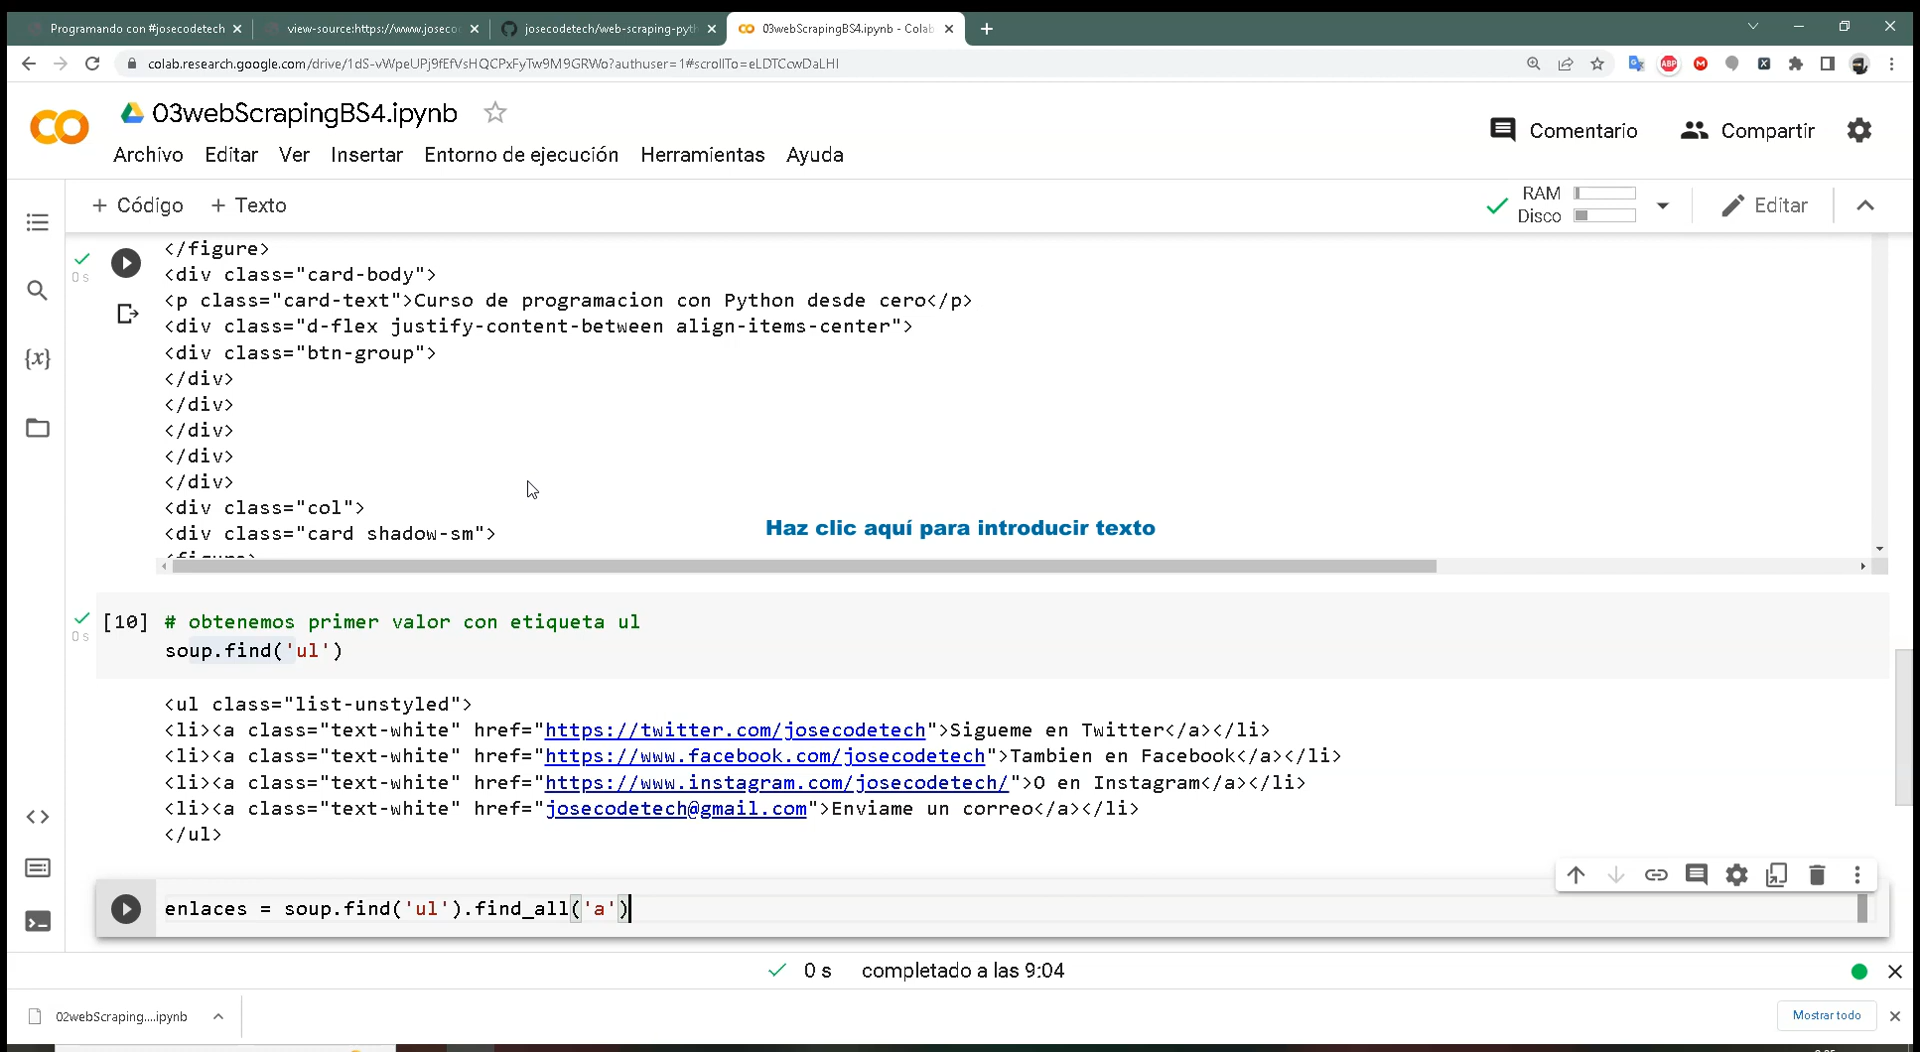 Programando con #josecodetech
view-source:https://www.joseco
josecodetech/web-scraping-pyth
03webScrapingBS4.ipynb - Colab
colab.research.google.com/drive/1dS-vWpeUPj9fEfVsHQCPxFyTw9M9GRWo?authuser=1#scrollTo=eLDTCcwDaLHI
03webScrapingBS4.ipynb
Comentario
Compartir
Archivo Editar Ver Insertar Entorno de ejecución Herramientas Ayuda
+ Código + Texto
RAM
Disco
Editar
</figure>
0 s
<div class="card-body">
<p class="card-text">Curso de programacion con Python desde cero</p>
<div class="d-flex justify-content-between align-items-center">
<div class="btn-group">
</div>
</div>
</div>
</div>
</div>
<div class="col">
<div class="card shadow-sm">
<figure>
Haz clic aquí para introducir texto
[10] # obtenemos primer valor con etiqueta ul
0 s
soup.find('ul')
<ul class="list-unstyled">
<li><a class="text-white" href="https://twitter.com/josecodetech">Sigueme en Twitter</a></li>
<li><a class="text-white" href="https://www.facebook.com/josecodetech">Tambien en Facebook</a></li>
<li><a class="text-white" href="https://www.instagram.com/josecodetech/">O en Instagram</a></li>
<li><a class="text-white" href="josecodetech@gmail.com">Enviame un correo</a></li>
</ul>
enlaces = soup.find('ul').find_all('a')
0 s completado a las 9:04
02webScraping....ipynb
Mostrar todo